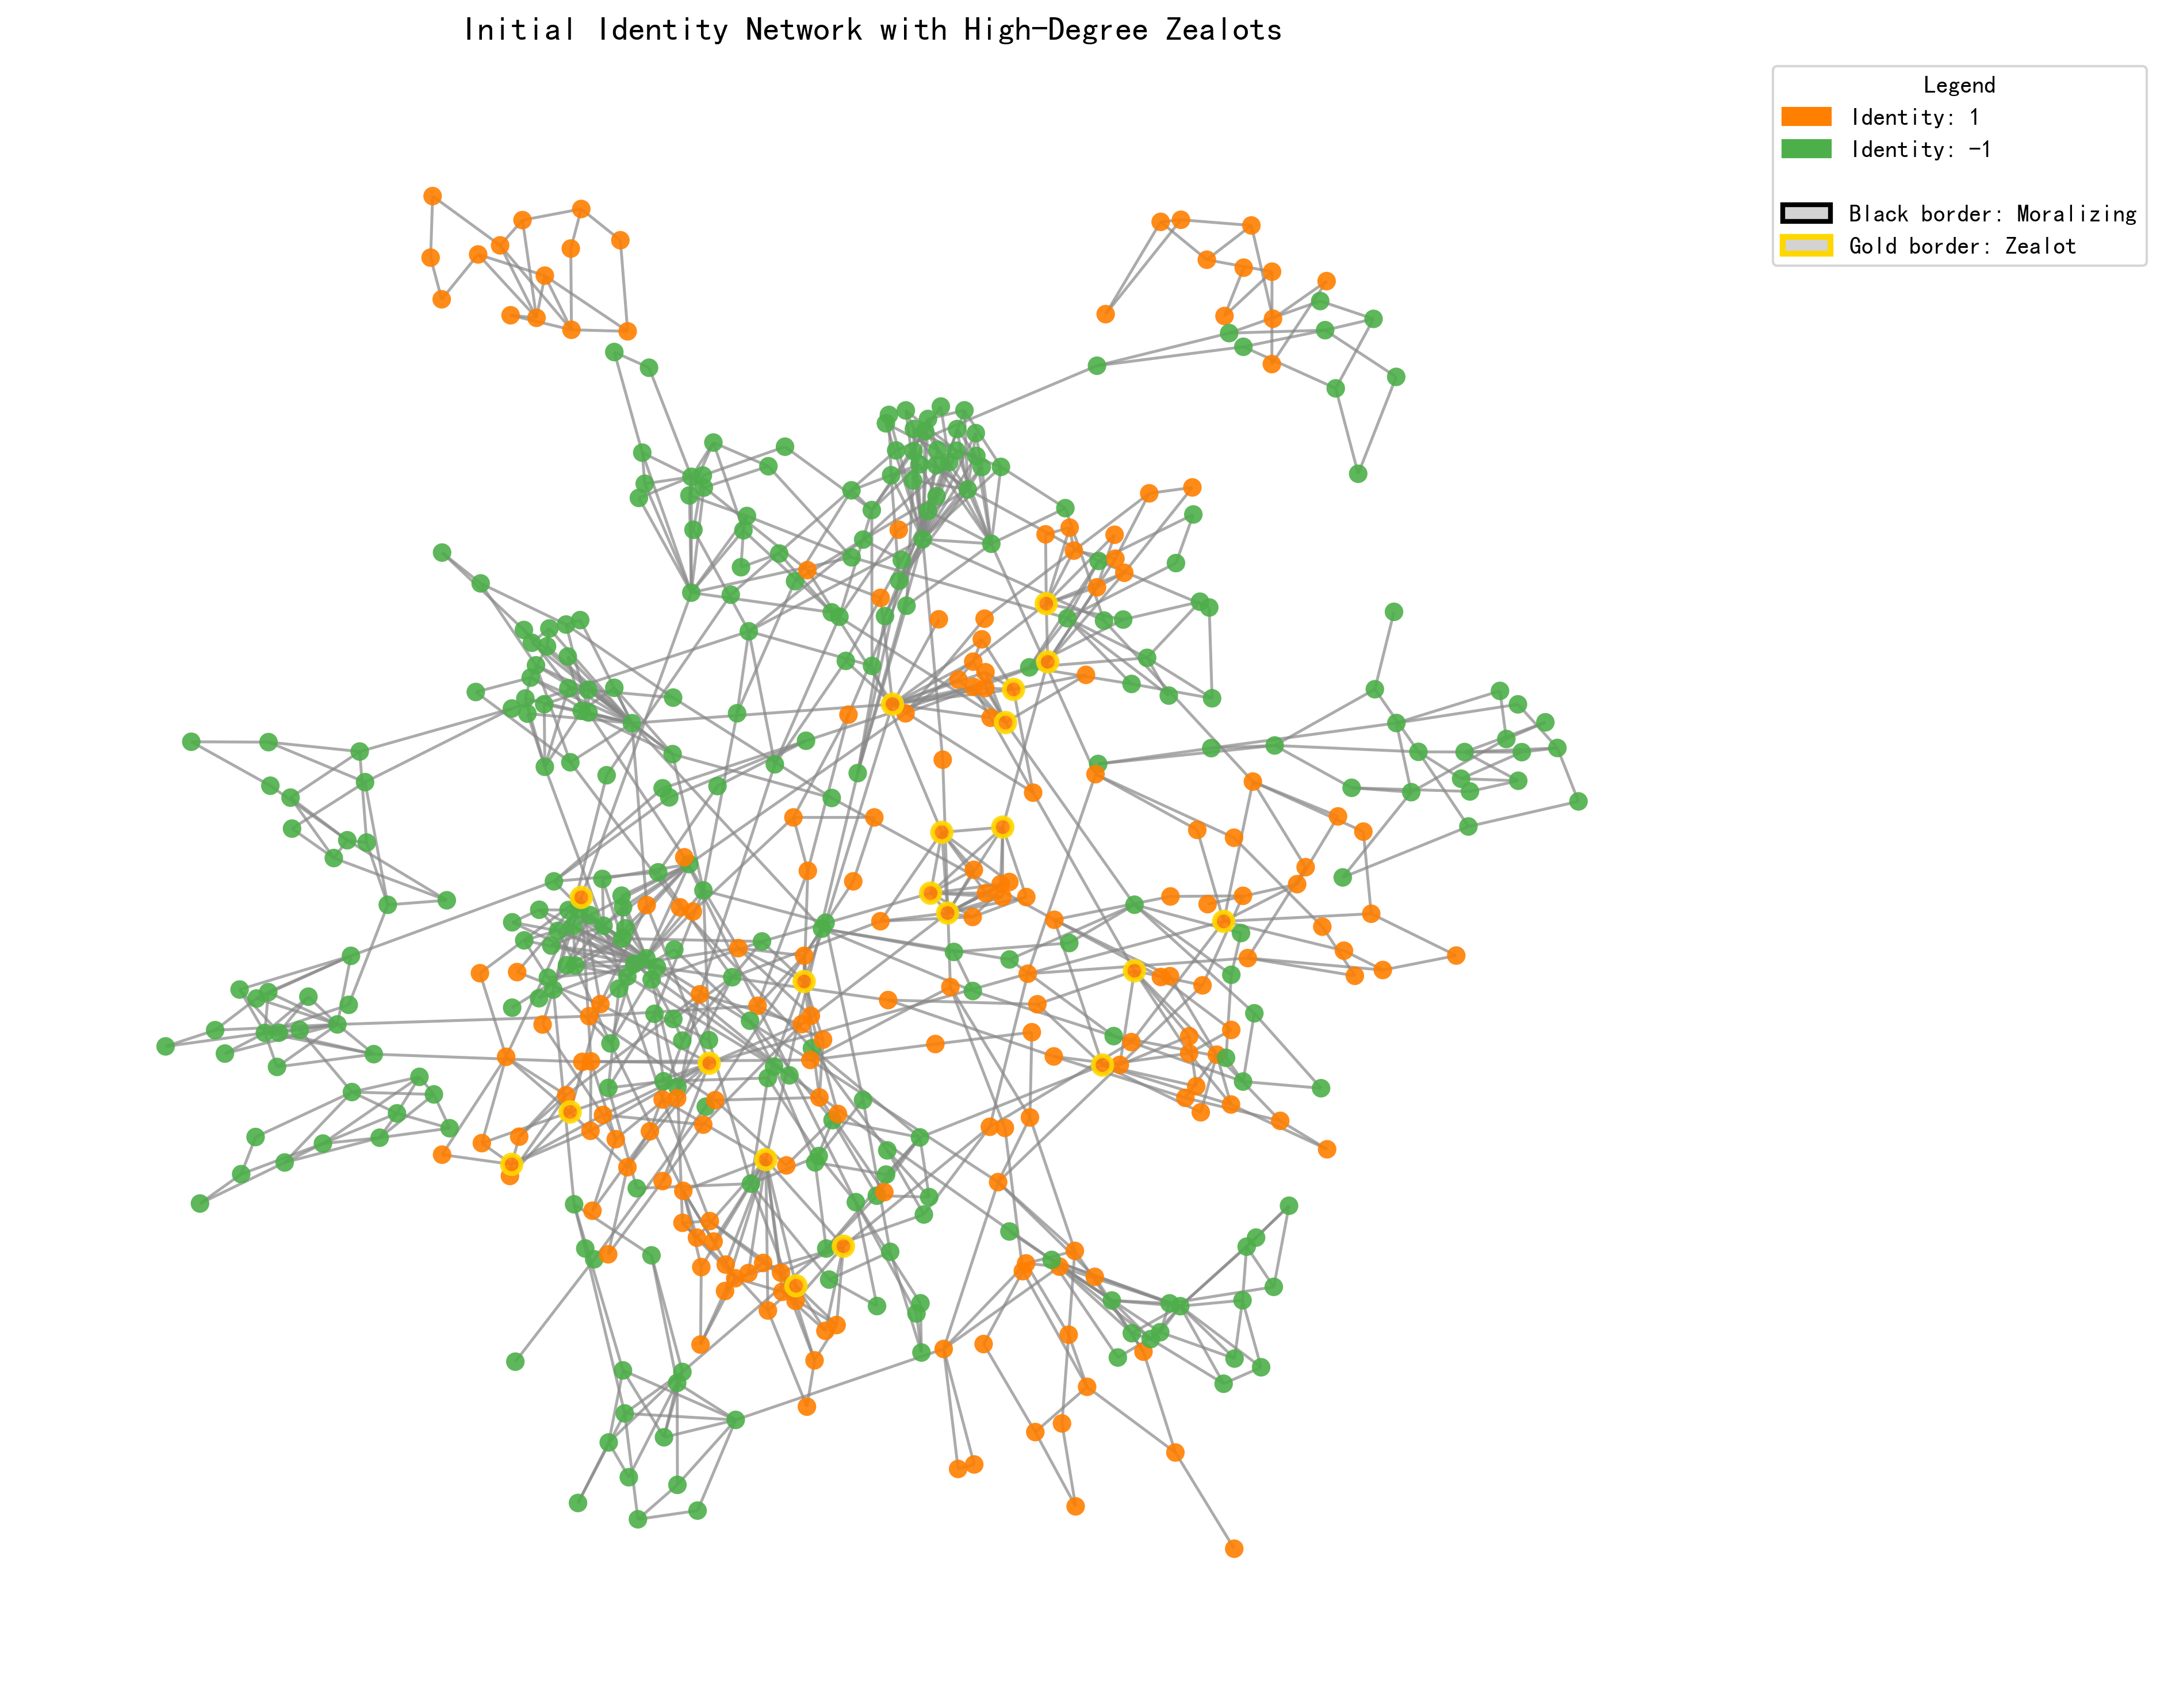 Initial Identity Network with High-Degree Zealots
Legend
Identity: 1
Identity: -1
Black border: Moralizing
Gold border: Zealot